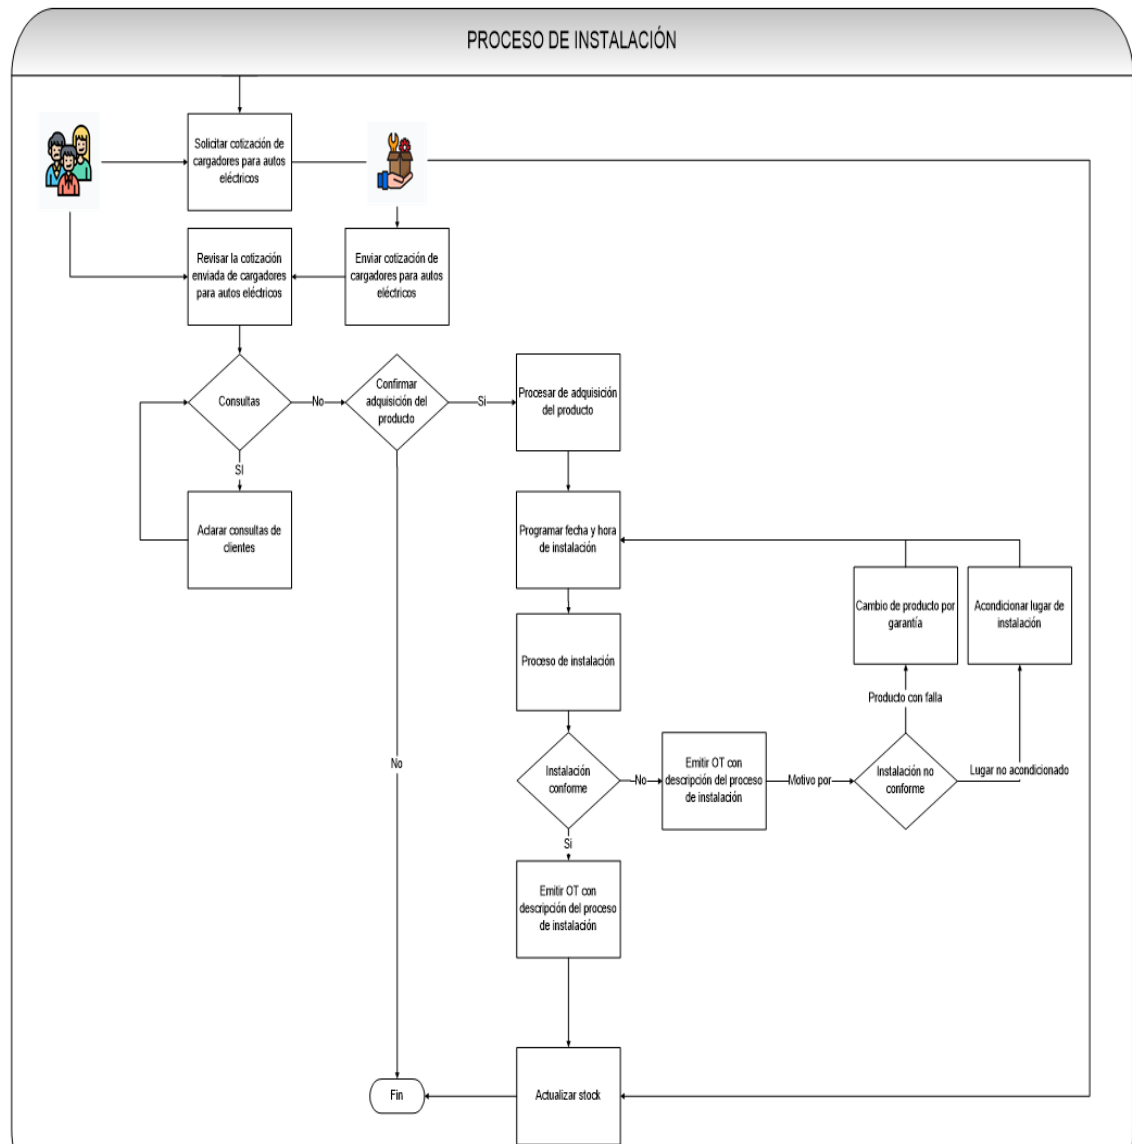 PROCESO DE INSTALACIÓN
Solicitar cotización de
cargadores para autos
eléctricos
Revisar la cotización
enviada de cargadores
para autos eléctricos
Enviar cotización de
cargadores para autos
eléctricos
Consultas
No
Confirmar
adquisición del
producto
Si
Procesar de adquisición
del producto
SI
Aclarar consultas de
clientes
Programar fecha y hora
de instalación
Cambio de producto por
garantía
Acondicionar lugar de
instalación
Proceso de instalación
Producto con falla
No
Instalación
conforme
No
Emitir OT con
descripción del proceso
de instalación
Motivo por
Instalación no
conforme
Lugar no acondicionado
Si
Emitir OT con
descripción del proceso
de instalación
Fin
Actualizar stock